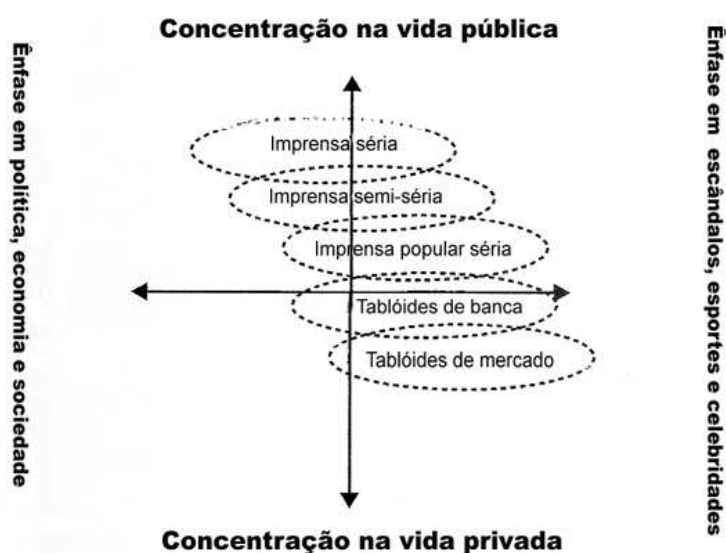 Concentração na vida pública
Ênfase em política, economia e sociedade
Ênfase em escândalos, esportes e celebridades
Imprensa séria
Imprensa semi-séria
Imprensa popular séria
Tablóides de banca
Tablóides de mercado
Concentração na vida privada